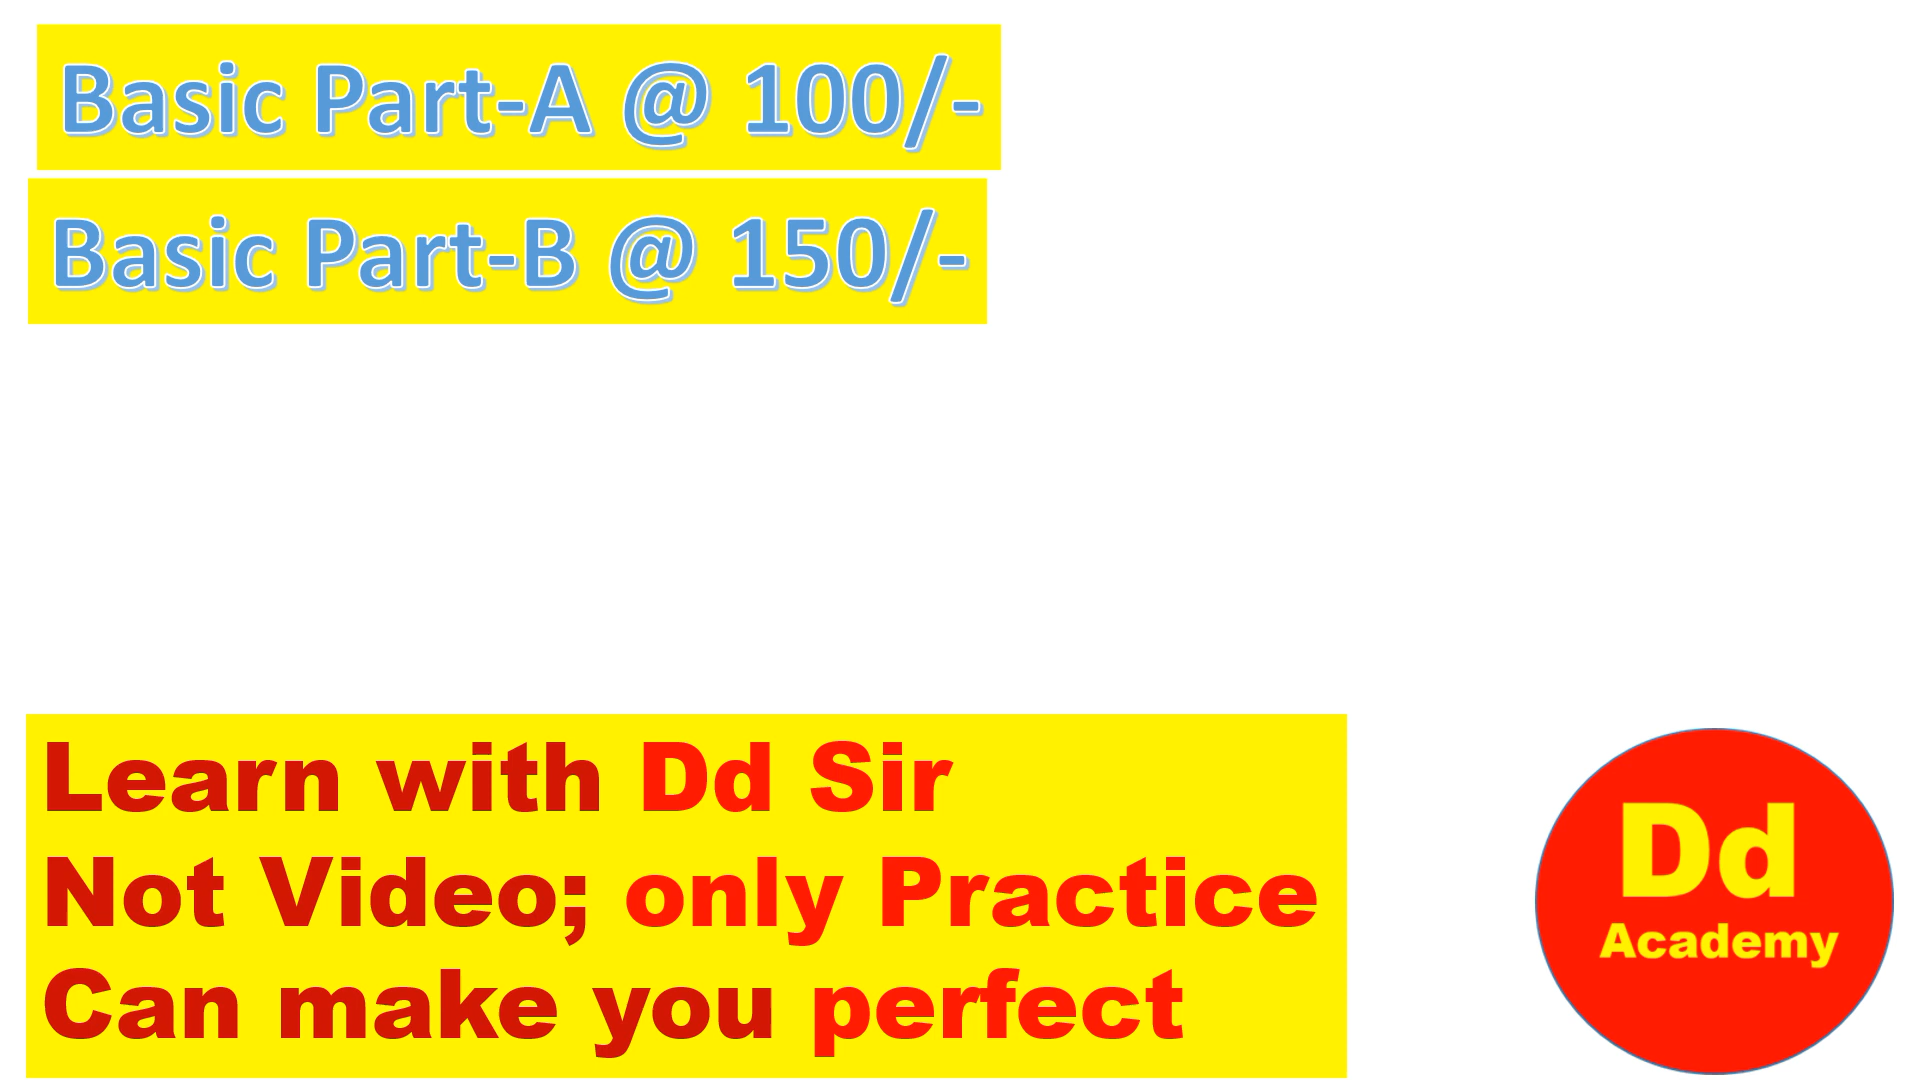 Basic Part-A @ 100/-
Basic Part-B @ 150/-
Learn with Dd Sir
Not Video; only Practice
Can make you perfect
Dd
Academy